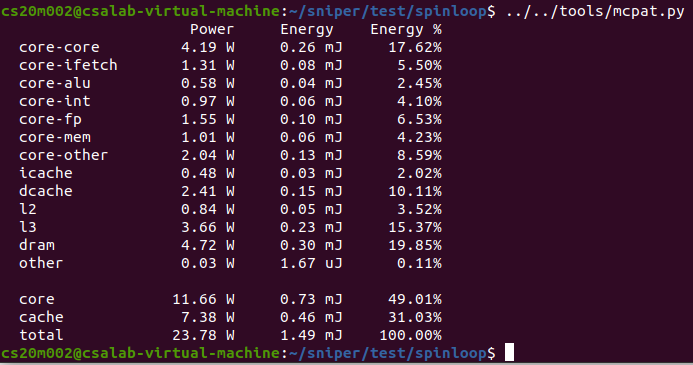 cs20m002@csalab-virtual-machine:~/sniper/test/spinloop$ ../../tools/mcpat.py
Power Energy Energy %
core-core 4.19 W 0.26 mJ 17.62%
core-ifetch 1.31 W 0.08 mJ 5.50%
core-alu 0.58 W 0.04 mJ 2.45%
core-int 0.97 W 0.06 mJ 4.10%
core-fp 1.55 W 0.10 mJ 6.53%
core-mem 1.01 W 0.06 mJ 4.23%
core-other 2.04 W 0.13 mJ 8.59%
icache 0.48 W 0.03 mJ 2.02%
dcache 2.41 W 0.15 mJ 10.11%
l2 0.84 W 0.05 mJ 3.52%
l3 3.66 W 0.23 mJ 15.37%
dram 4.72 W 0.30 mJ 19.85%
other 0.03 W 1.67 uJ 0.11%
core 11.66 W 0.73 mJ 49.01%
cache 7.38 W 0.46 mJ 31.03%
total 23.78 W 1.49 mJ 100.00%
cs20m002@csalab-virtual-machine:~/sniper/test/spinloop$